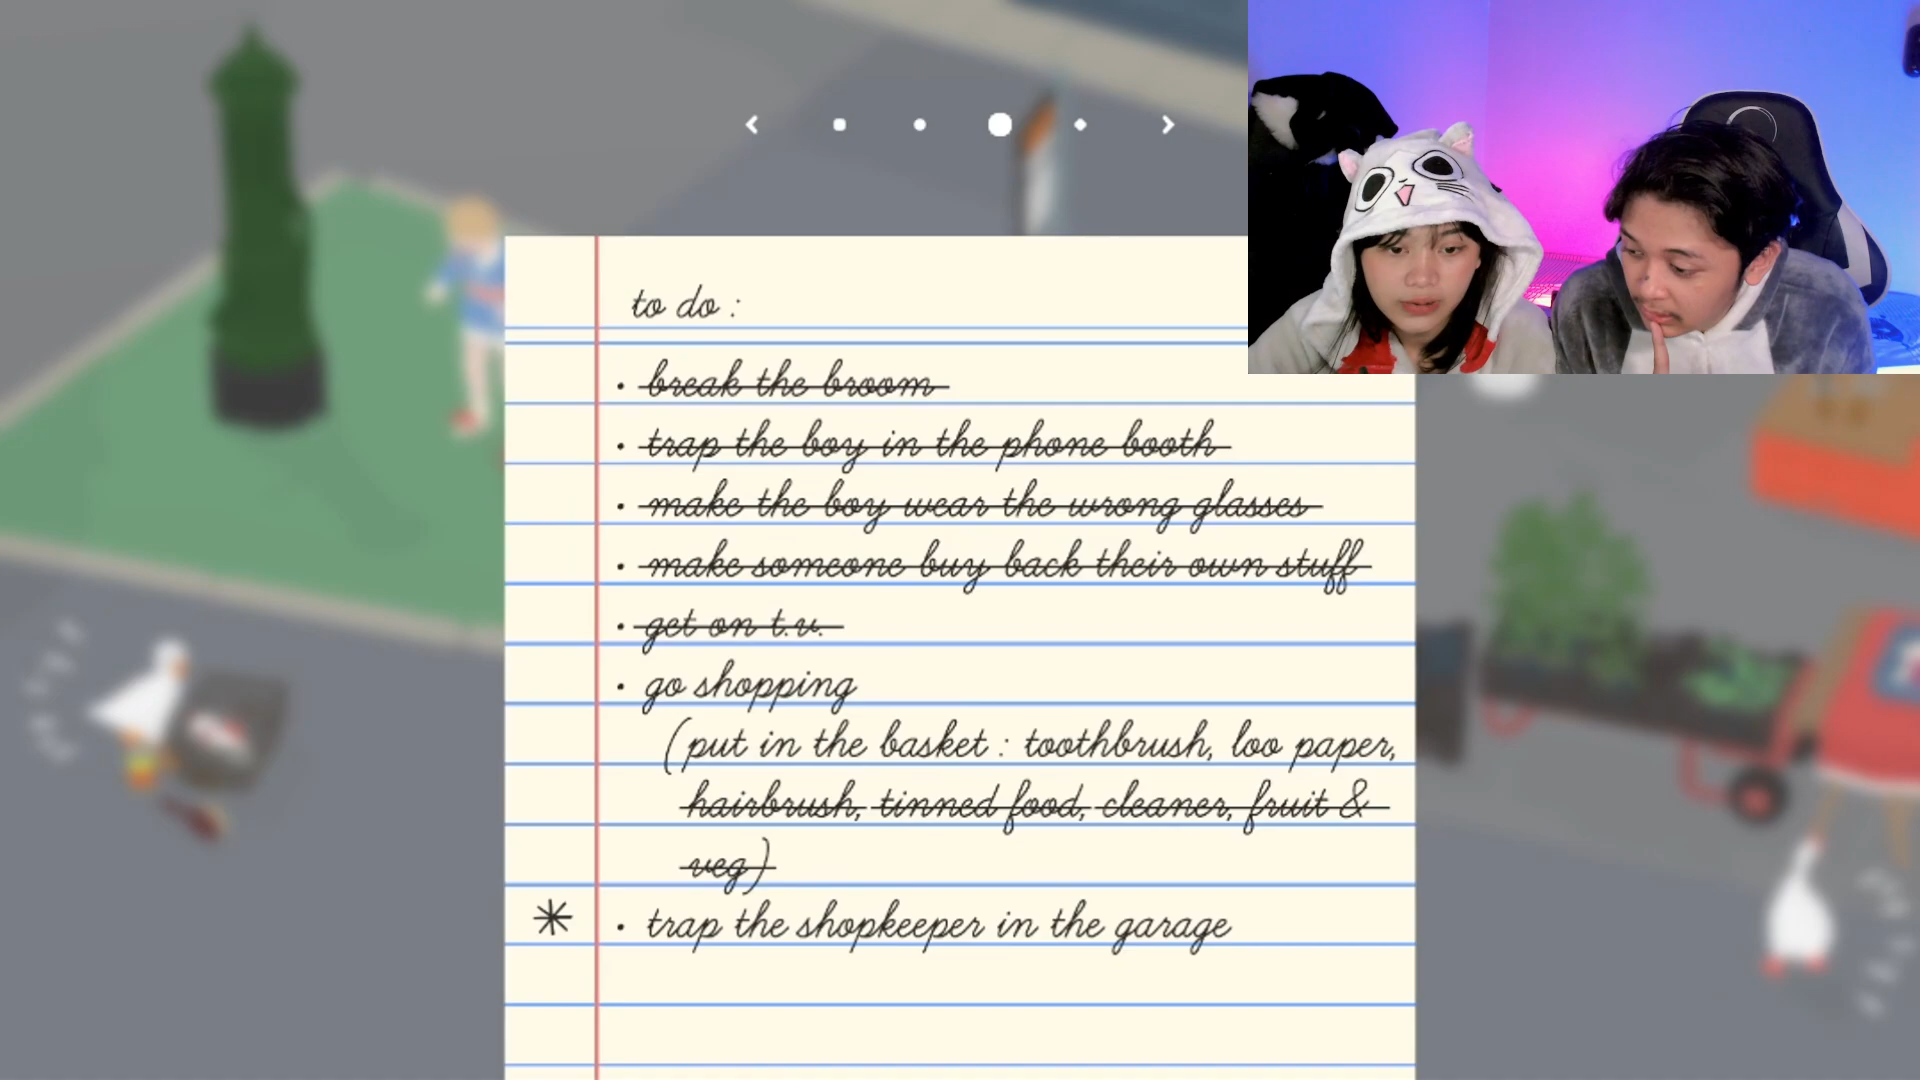 to do :
• break the broom
• trap the boy in the phone booth
• make the boy wear the wrong glasses
• make someone buy back their own stuff
• get on t.v.
• go shopping
(put in the basket : toothbrush, loo paper,
hairbrush, tinned food, cleaner, fruit &
veg)
* • trap the shopkeeper in the garage